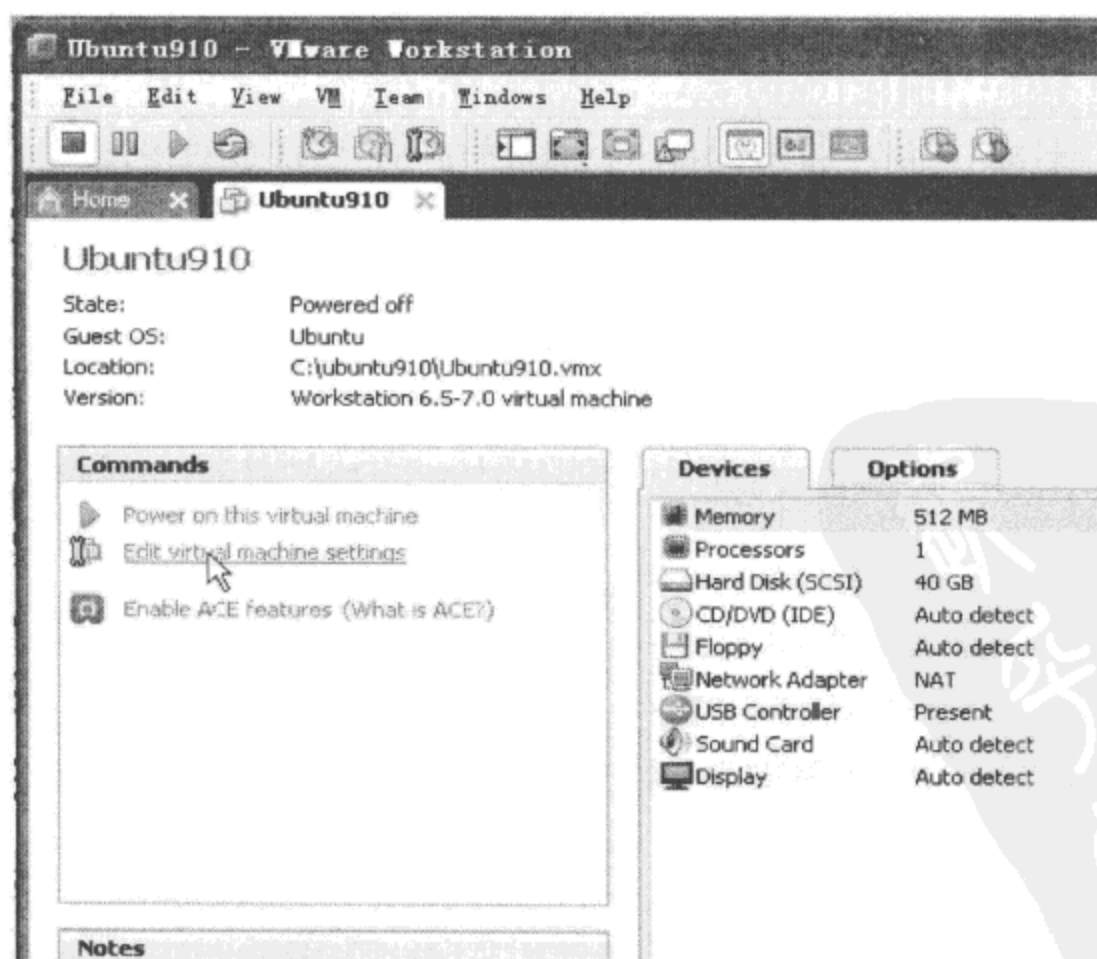 Ubuntu910 - VMware Workstation
File Edit View VM Team Windows Help
Home Ubuntu910
Ubuntu910
State: Powered off
Guest OS: Ubuntu
Location: C:\ubuntu910\Ubuntu910.vmx
Version: Workstation 6.5-7.0 virtual machine
Commands
Power on this virtual machine
Edit virtual machine settings
Enable ACE features (What is ACE?)
Devices Options
Memory 512 MB
Processors 1
Hard Disk (SCSI) 40 GB
CD/DVD (IDE) Auto detect
Floppy Auto detect
Network Adapter NAT
USB Controller Present
Sound Card Auto detect
Display Auto detect
Notes